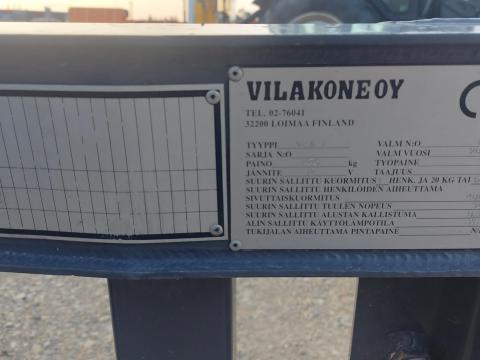 VILAKONE OY
TEL. 02-76041
32200 LOIMAA FINLAND
TYYPPI VALM N:O
SARJA N:O VALM VUOSI
PAINO kg TYÖPAINE
JÄNNITE V TAAJUUS
SUURIN SALLITTU KUORMITUS HENK. JA 20 KG TAI
SUURIN SALLITTU HENKILÖIDEN AIHEUTTAMA
SIVUTTAISKUORMITUS
SUURIN SALLITTU TUULEN NOPEUS
SUURIN SALLITTU ALUSTAN KALLISTUMA
ALIN SALLITTU KÄYTTÖLÄMPÖTILA
TUKIJALAN AIHEUTTAMA PINTAPAINE